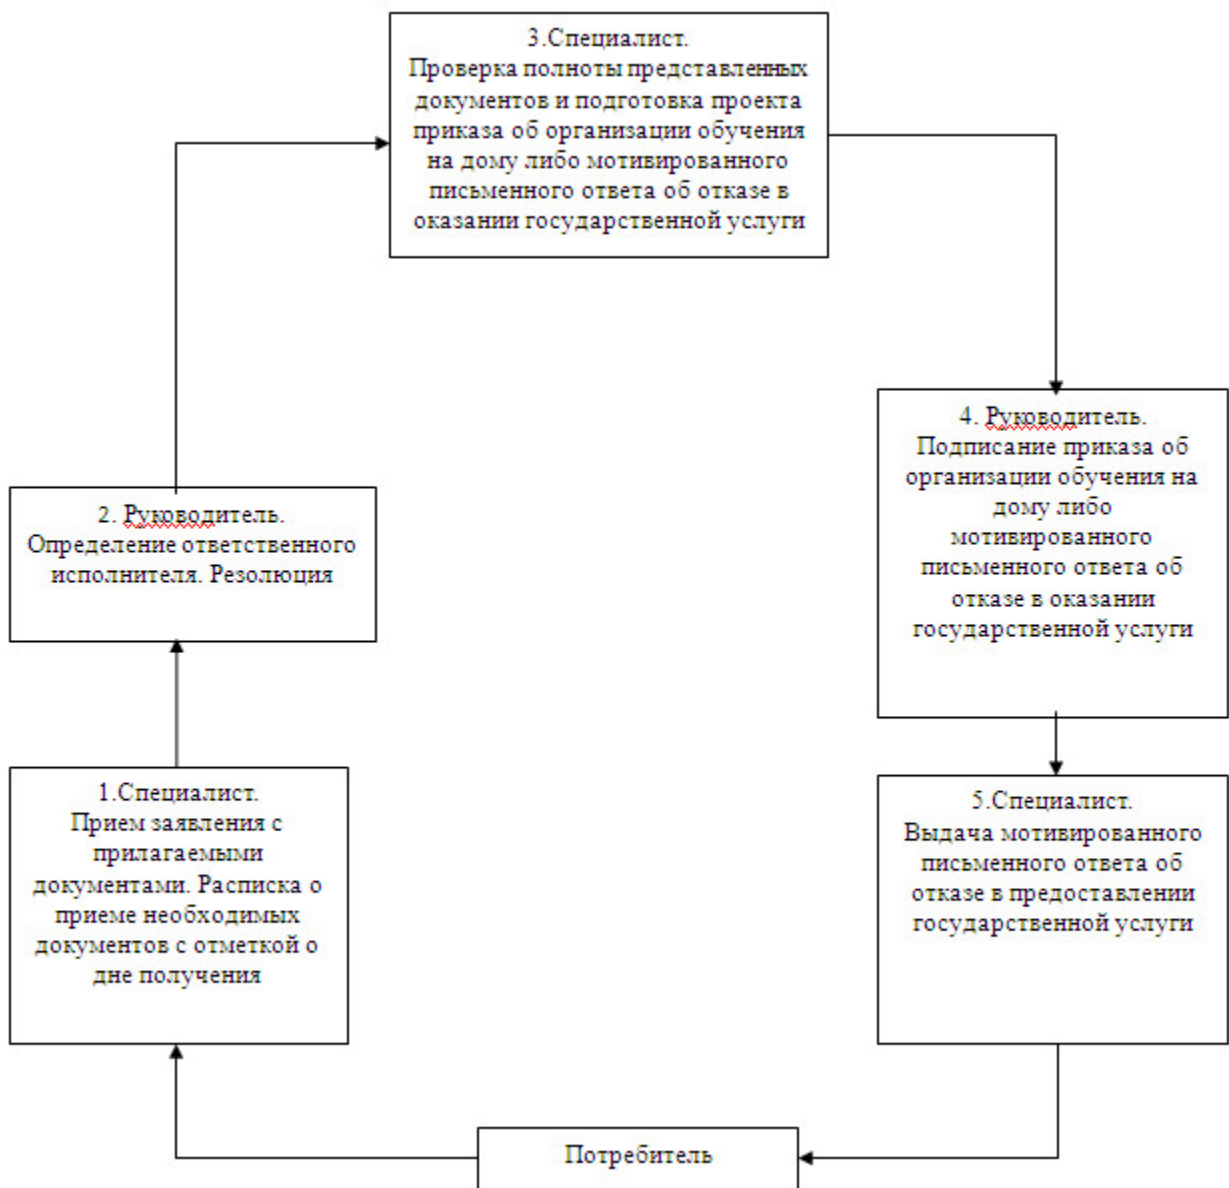 3.Специалист.
Проверка полноты представленных
документов и подготовка проекта
приказа об организации обучения
на дому либо мотивированного
письменного ответа об отказе в
оказании государственной услуги
4. Руководитель.
Подписание приказа об
организации обучения на
дому либо
мотивированного
письменного ответа об
отказе в оказании
государственной услуги
2. Руководитель.
Определение ответственного
исполнителя. Резолюция
1.Специалист.
Прием заявления с
прилагаемыми
документами. Расписка о
приеме необходимых
документов с отметкой о
дне получения
5.Специалист.
Выдача мотивированного
письменного ответа об
отказе в предоставлении
государственной услуги
Потребитель